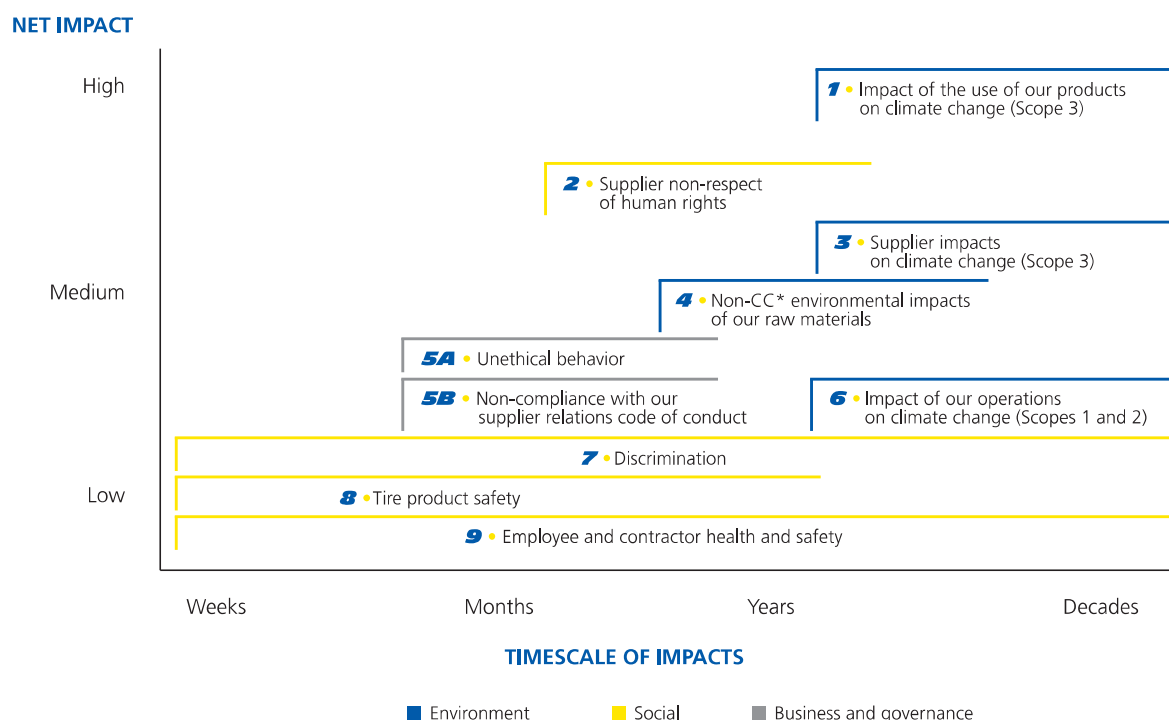 NET IMPACT
High
1 • Impact of the use of our products
on climate change (Scope 3)
2 • Supplier non-respect
of human rights
3 • Supplier impacts
on climate change (Scope 3)
Medium
4 • Non-CC* environmental impacts
of our raw materials
5A • Unethical behavior
5B • Non-compliance with our
supplier relations code of conduct
6 • Impact of our operations
on climate change (Scopes 1 and 2)
7 • Discrimination
Low
8 • Tire product safety
9 • Employee and contractor health and safety
Weeks Months Years Decades
TIMESCALE OF IMPACTS
Environment Social Business and governance